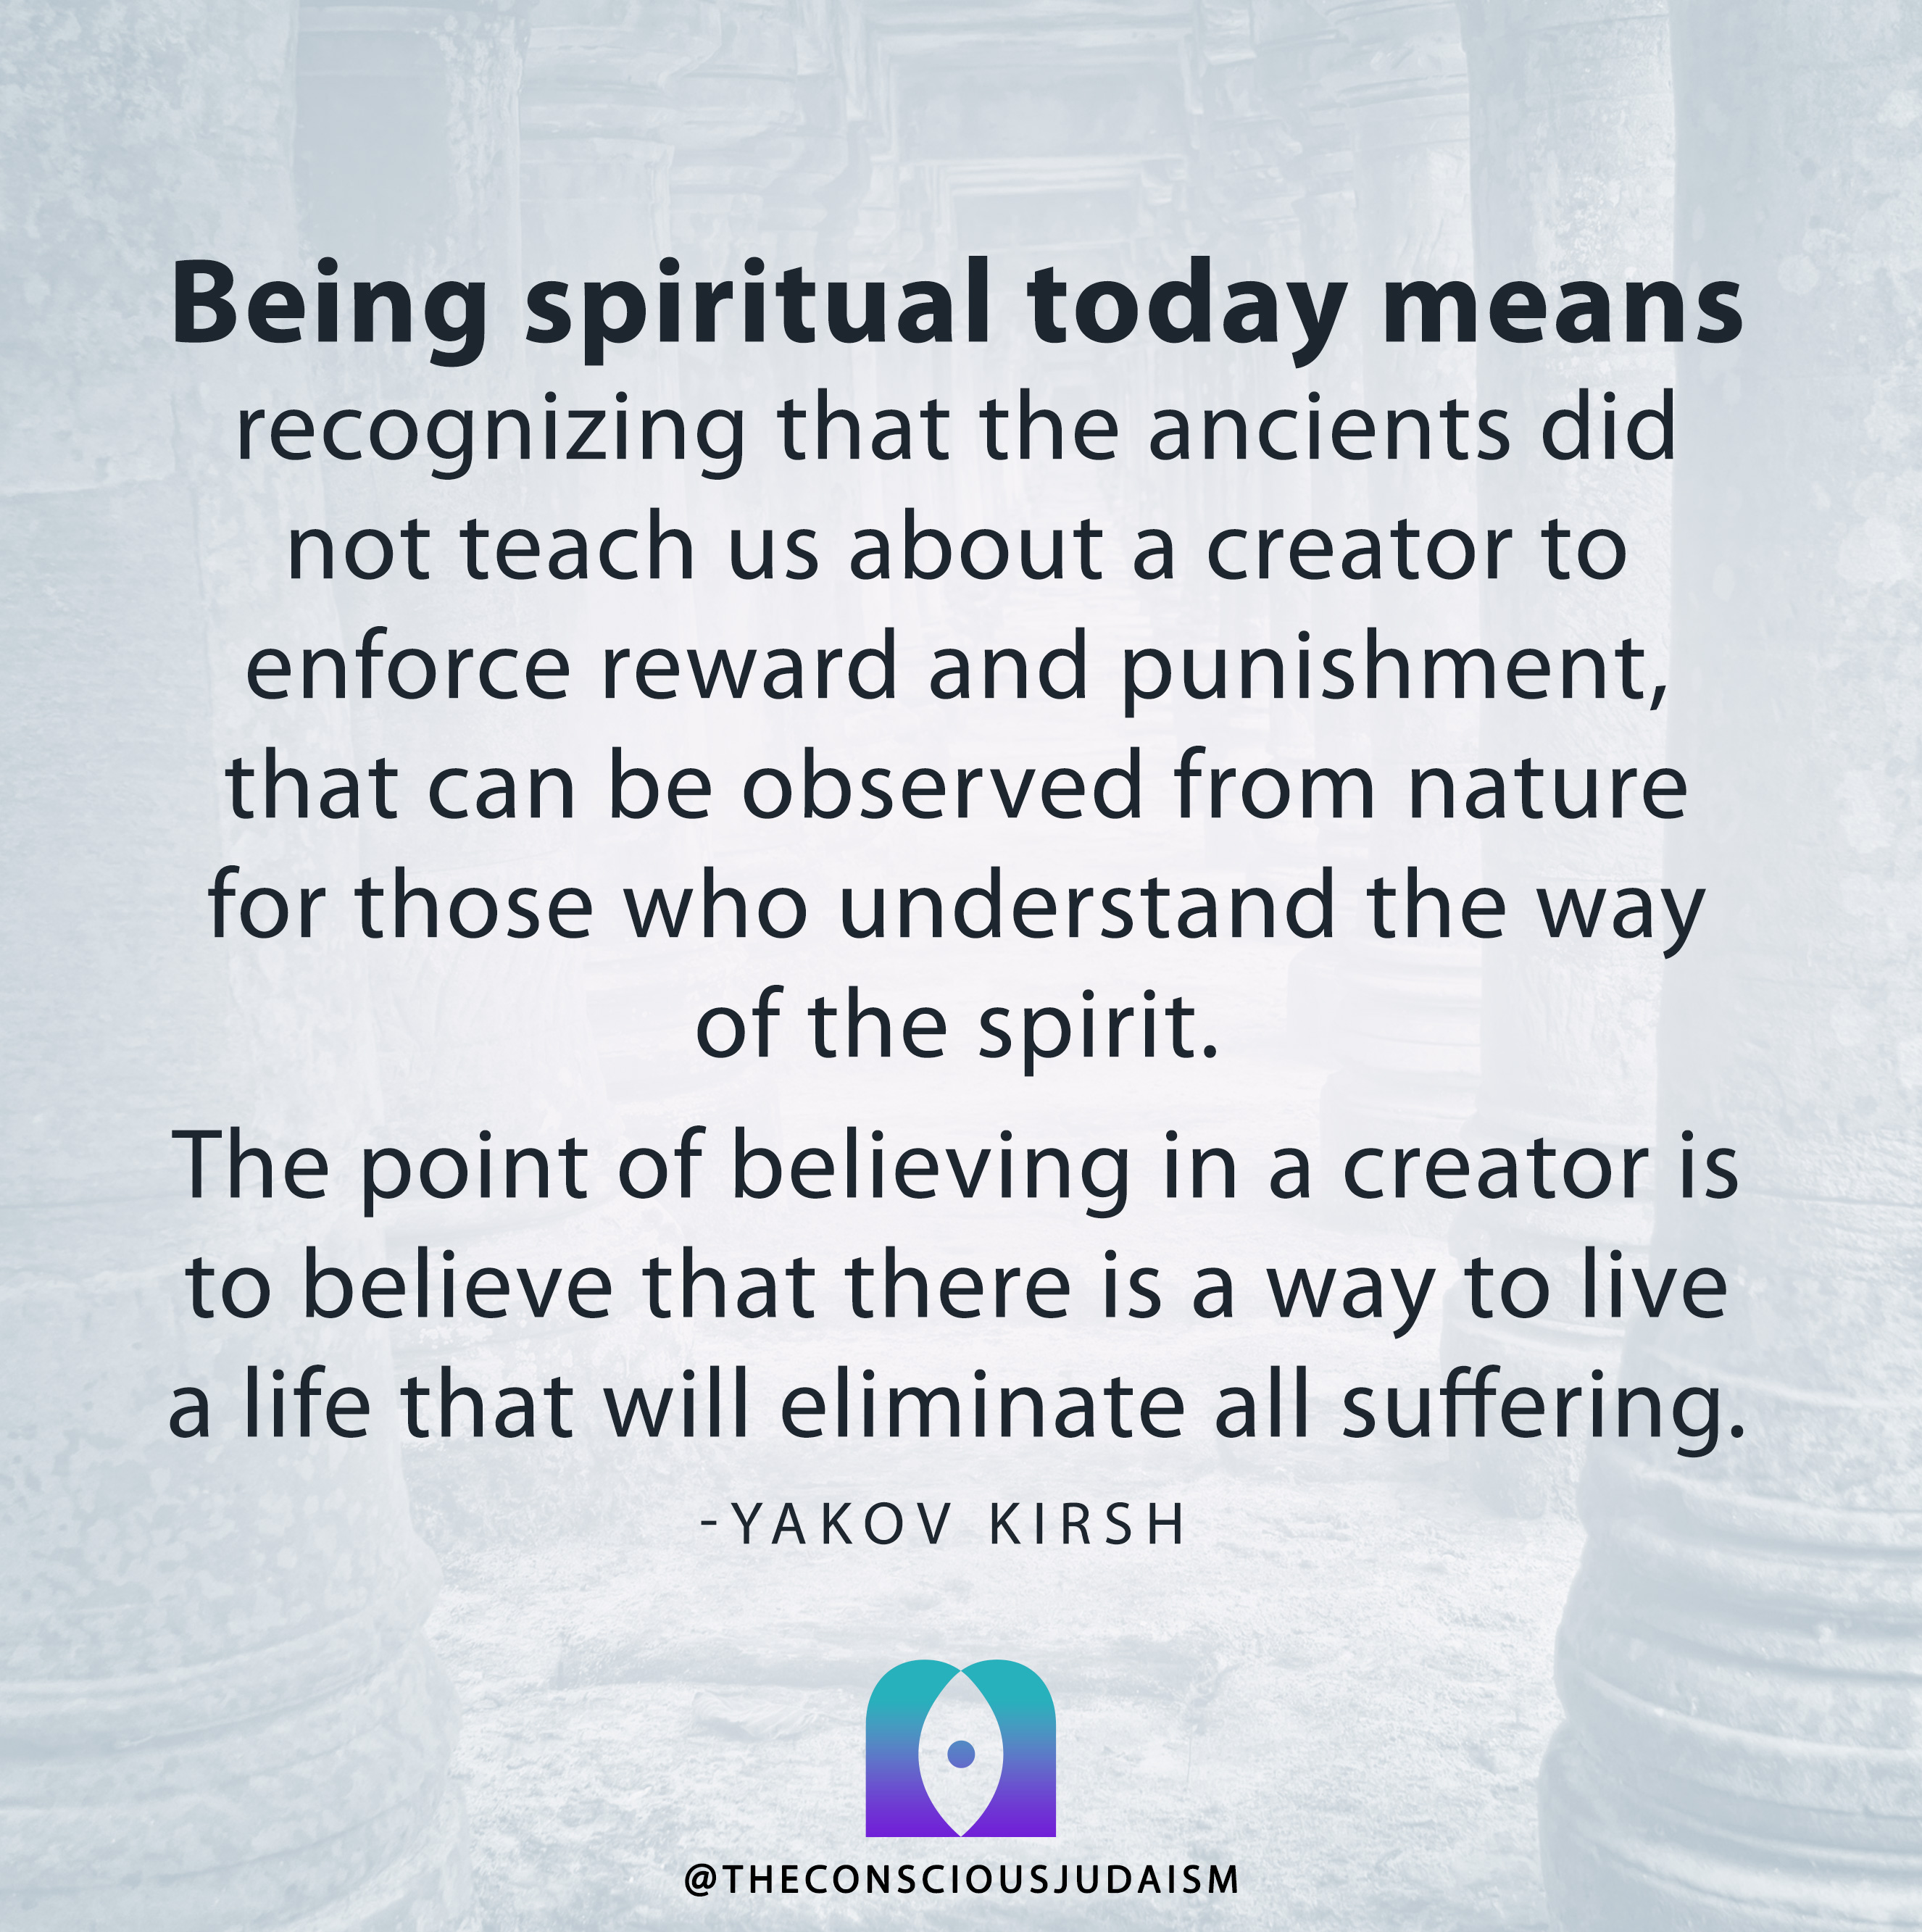 Being spiritual today means
recognizing that the ancients did
not teach us about a creator to
enforce reward and punishment,
that can be observed from nature
for those who understand the way
of the spirit.
The point of believing in a creator is
to believe that there is a way to live
a life that will eliminate all suffering.
-YAKOV KIRSH
@THECONSCIOUSJUDAISM